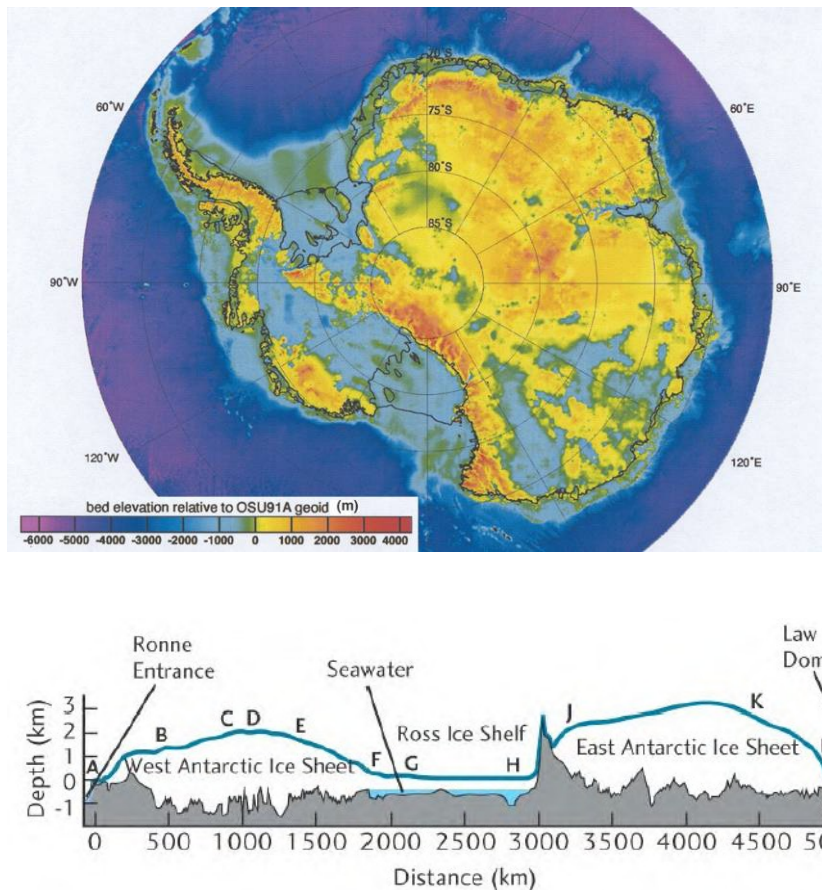 70°S
60°W
60°E
75°S
80°S
85°S
90°W
90°E
120°W
120°E
bed elevation relative to OSU91A geoid (m)
-6000 -5000 -4000 -3000 -2000 -1000 0 1000 2000 3000 4000
Ronne
Entrance
Seawater
Law
Dom
3
2
1
0
-1
Depth (km)
A
B
C
D
E
F
G
H
J
K
West Antarctic Ice Sheet
Ross Ice Shelf
East Antarctic Ice Sheet
0 500 1000 1500 2000 2500 3000 3500 4000 4500 50
Distance (km)